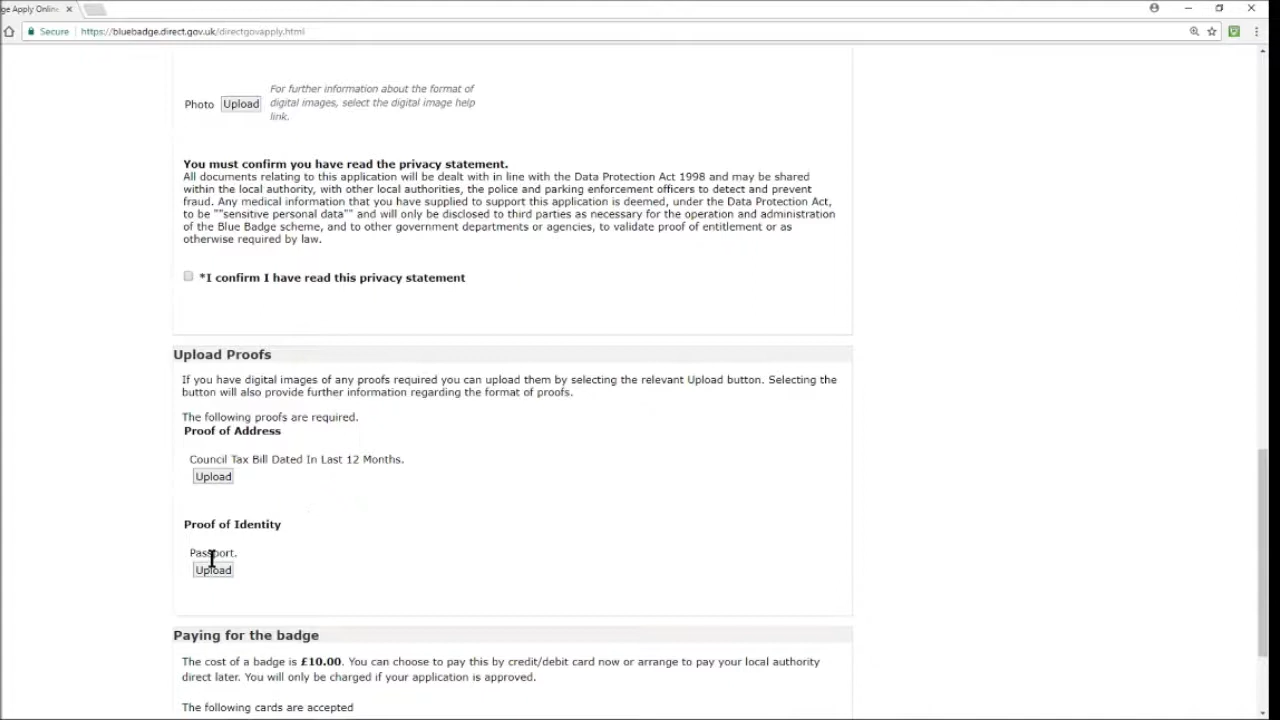 ge Apply Online
Secure https://bluebadge.direct.gov.uk/directgovapply.html
For further information about the format of
digital images, select the digital image help
link.
Photo Upload
You must confirm you have read the privacy statement.
All documents relating to this application will be dealt with in line with the Data Protection Act 1998 and may be shared
within the local authority, with other local authorities, the police and parking enforcement officers to detect and prevent
fraud. Any medical information that you have supplied to support this application is deemed, under the Data Protection Act,
to be ""sensitive personal data"" and will only be disclosed to third parties as necessary for the operation and administration
of the Blue Badge scheme, and to other government departments or agencies, to validate proof of entitlement or as
otherwise required by law.
*I confirm I have read this privacy statement
Upload Proofs
If you have digital images of any proofs required you can upload them by selecting the relevant Upload button. Selecting the
button will also provide further information regarding the format of proofs.
The following proofs are required.
Proof of Address
Council Tax Bill Dated In Last 12 Months.
Upload
Proof of Identity
Passport.
Upload
Paying for the badge
The cost of a badge is £10.00. You can choose to pay this by credit/debit card now or arrange to pay your local authority
direct later. You will only be charged if your application is approved.
The following cards are accepted